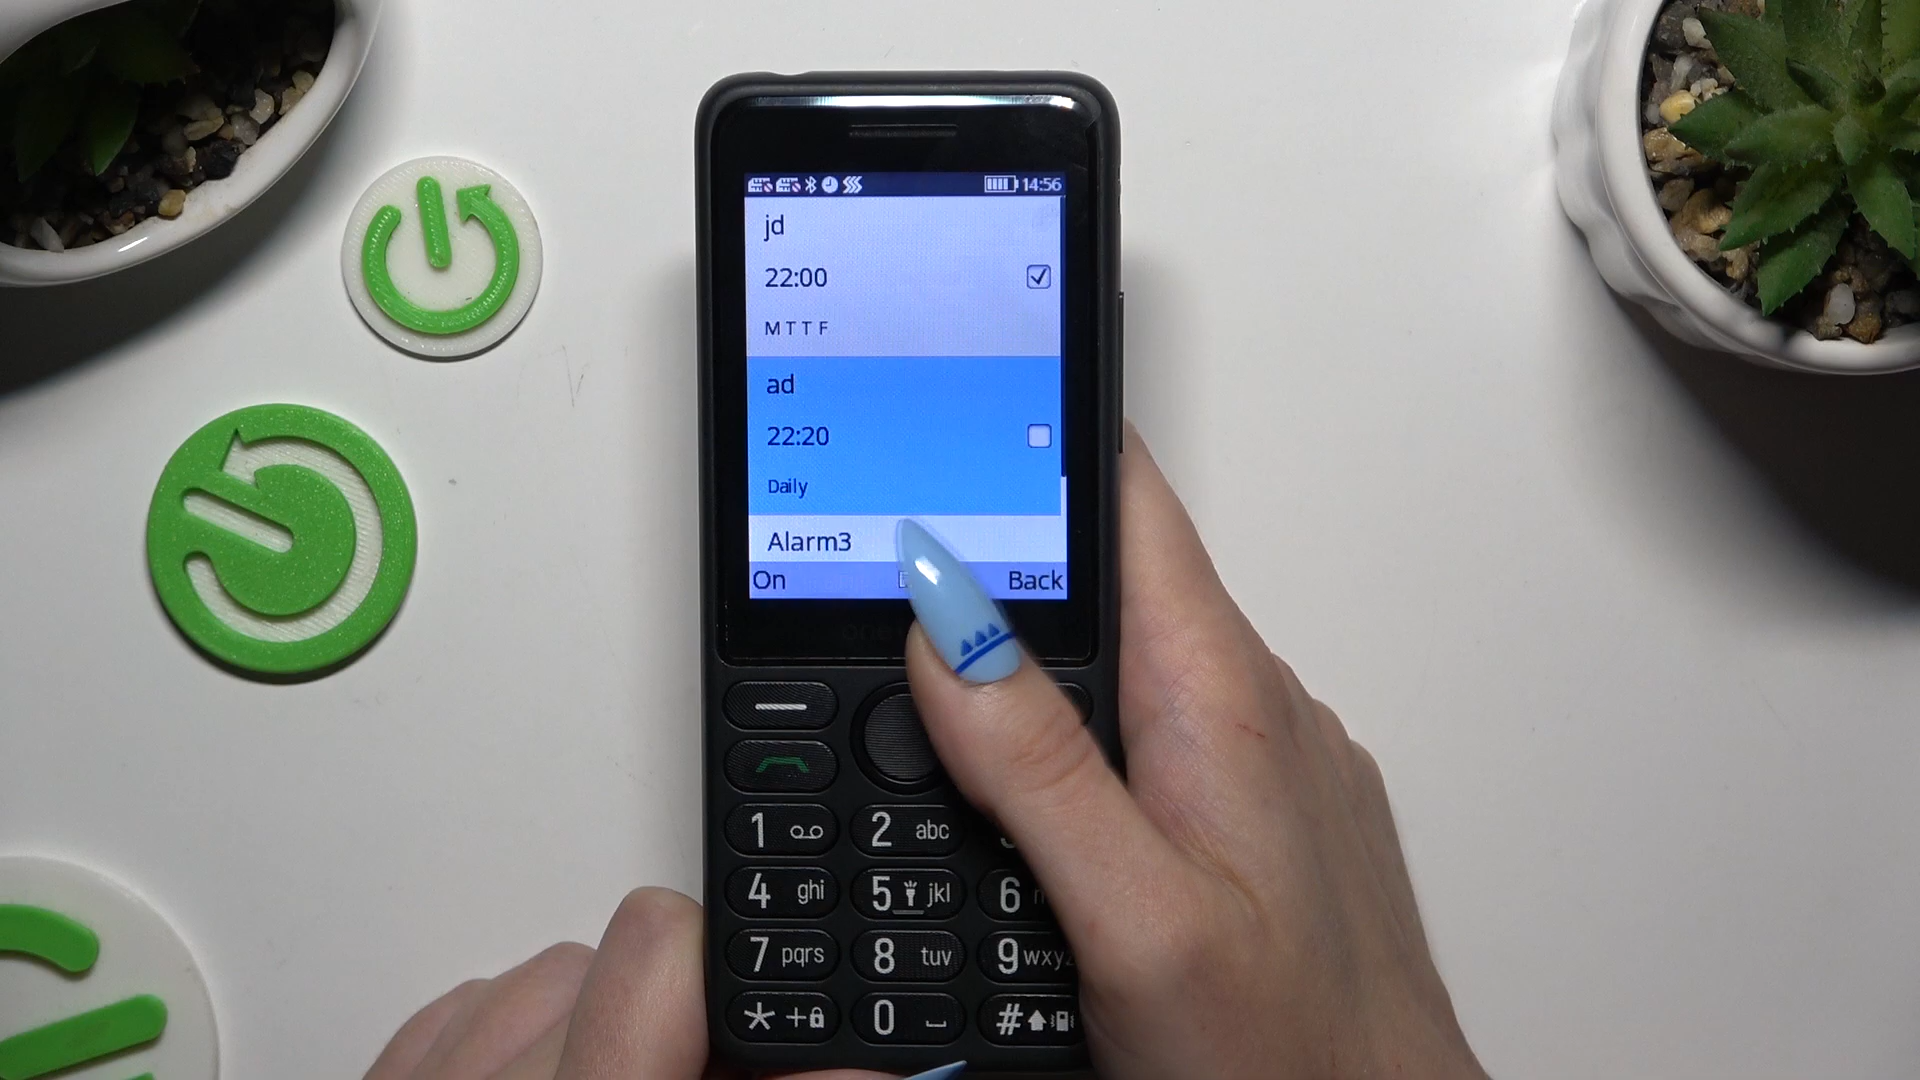 14:56
jd
22:00
M T T F
ad
22:20
Daily
Alarm3
On
Back
1
2 abc
4 ghi
5 jkl
6
7 pqrs
8 tuv
9 wxyz
* +
0
#